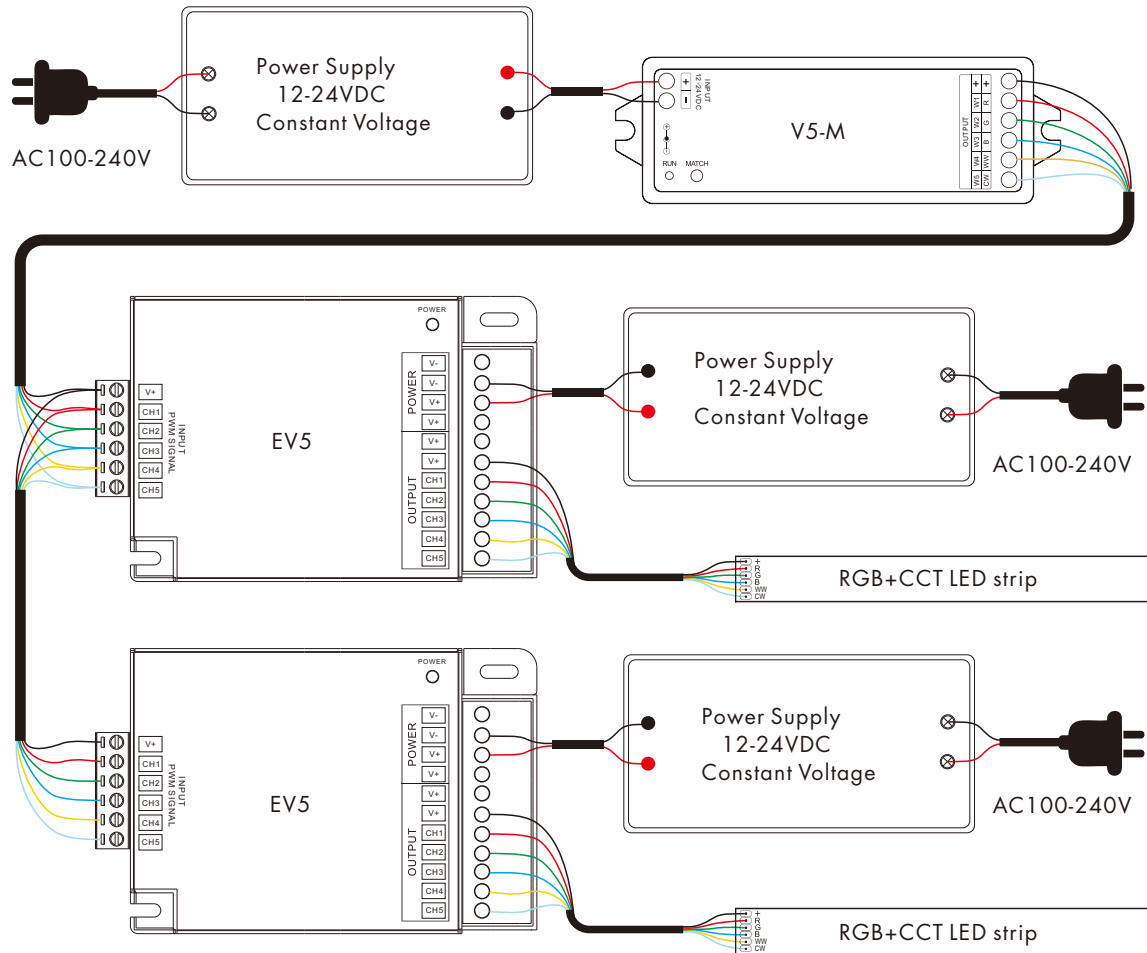 Power Supply
12-24VDC
Constant Voltage
AC100-240V
+
-
INPUT
12-24VDC
RUN
MATCH
V5-M
OUTPUT
+ +
W1 R
W2 G
W3 B
W4 WW
W5 CW
V+
CH1
CH2
CH3
CH4
CH5
INPUT
PWM SIGNAL
EV5
POWER
POWER
V-
V-
V+
V+
OUTPUT
V+
V+
CH1
CH2
CH3
CH4
CH5
Power Supply
12-24VDC
Constant Voltage
AC100-240V
+
R
G
B
WW
CW
RGB+CCT LED strip
V+
CH1
CH2
CH3
CH4
CH5
INPUT
PWM SIGNAL
EV5
POWER
POWER
V-
V-
V+
V+
OUTPUT
V+
V+
CH1
CH2
CH3
CH4
CH5
Power Supply
12-24VDC
Constant Voltage
AC100-240V
+
R
G
B
WW
CW
RGB+CCT LED strip